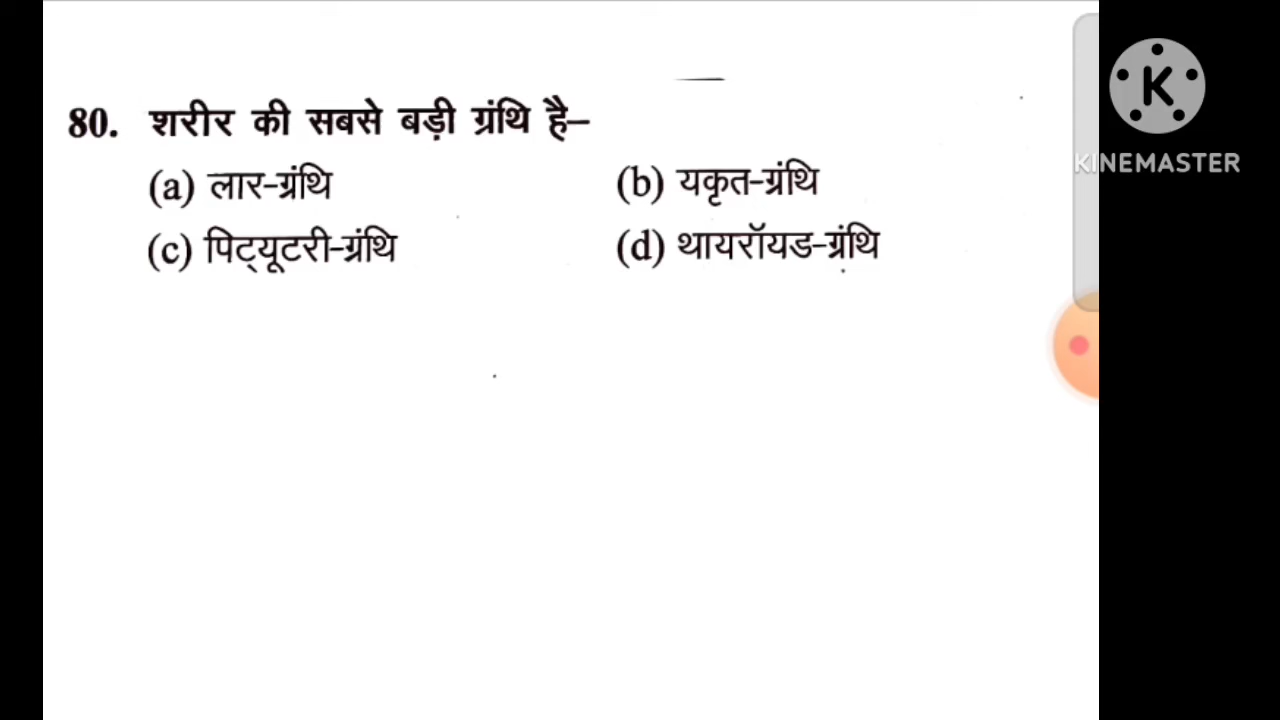 80. शरीर की सबसे बड़ी ग्रंथि है–
(a) लार-ग्रंथि (b) यकृत-ग्रंथि
(c) पिट्यूटरी-ग्रंथि (d) थायरॉयड-ग्रंथि
K
KINEMASTER